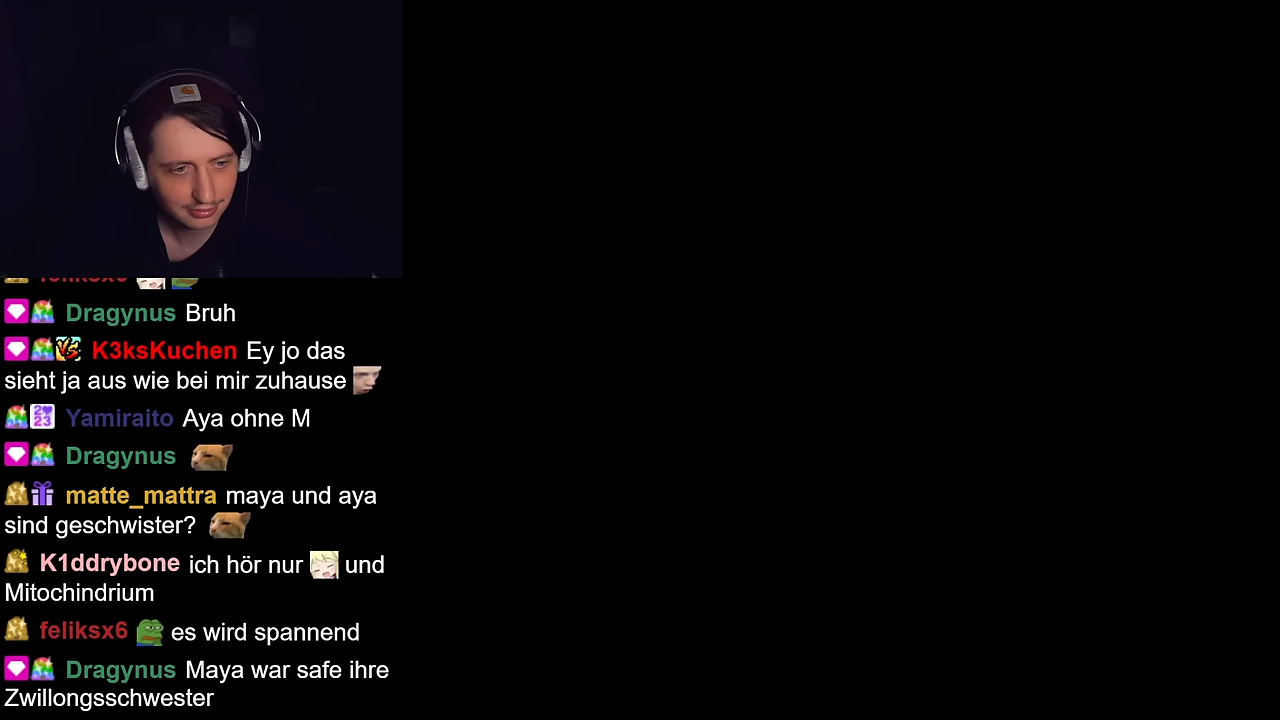 feliksx6
Dragynus Bruh
K3ksKuchen Ey jo das
sieht ja aus wie bei mir zuhause
Yamiraito Aya ohne M
Dragynus
matte_mattra maya und aya
sind geschwister?
K1ddrybone ich hör nur und
Mitochindrium
feliksx6 es wird spannend
Dragynus Maya war safe ihre
Zwillongsschwester